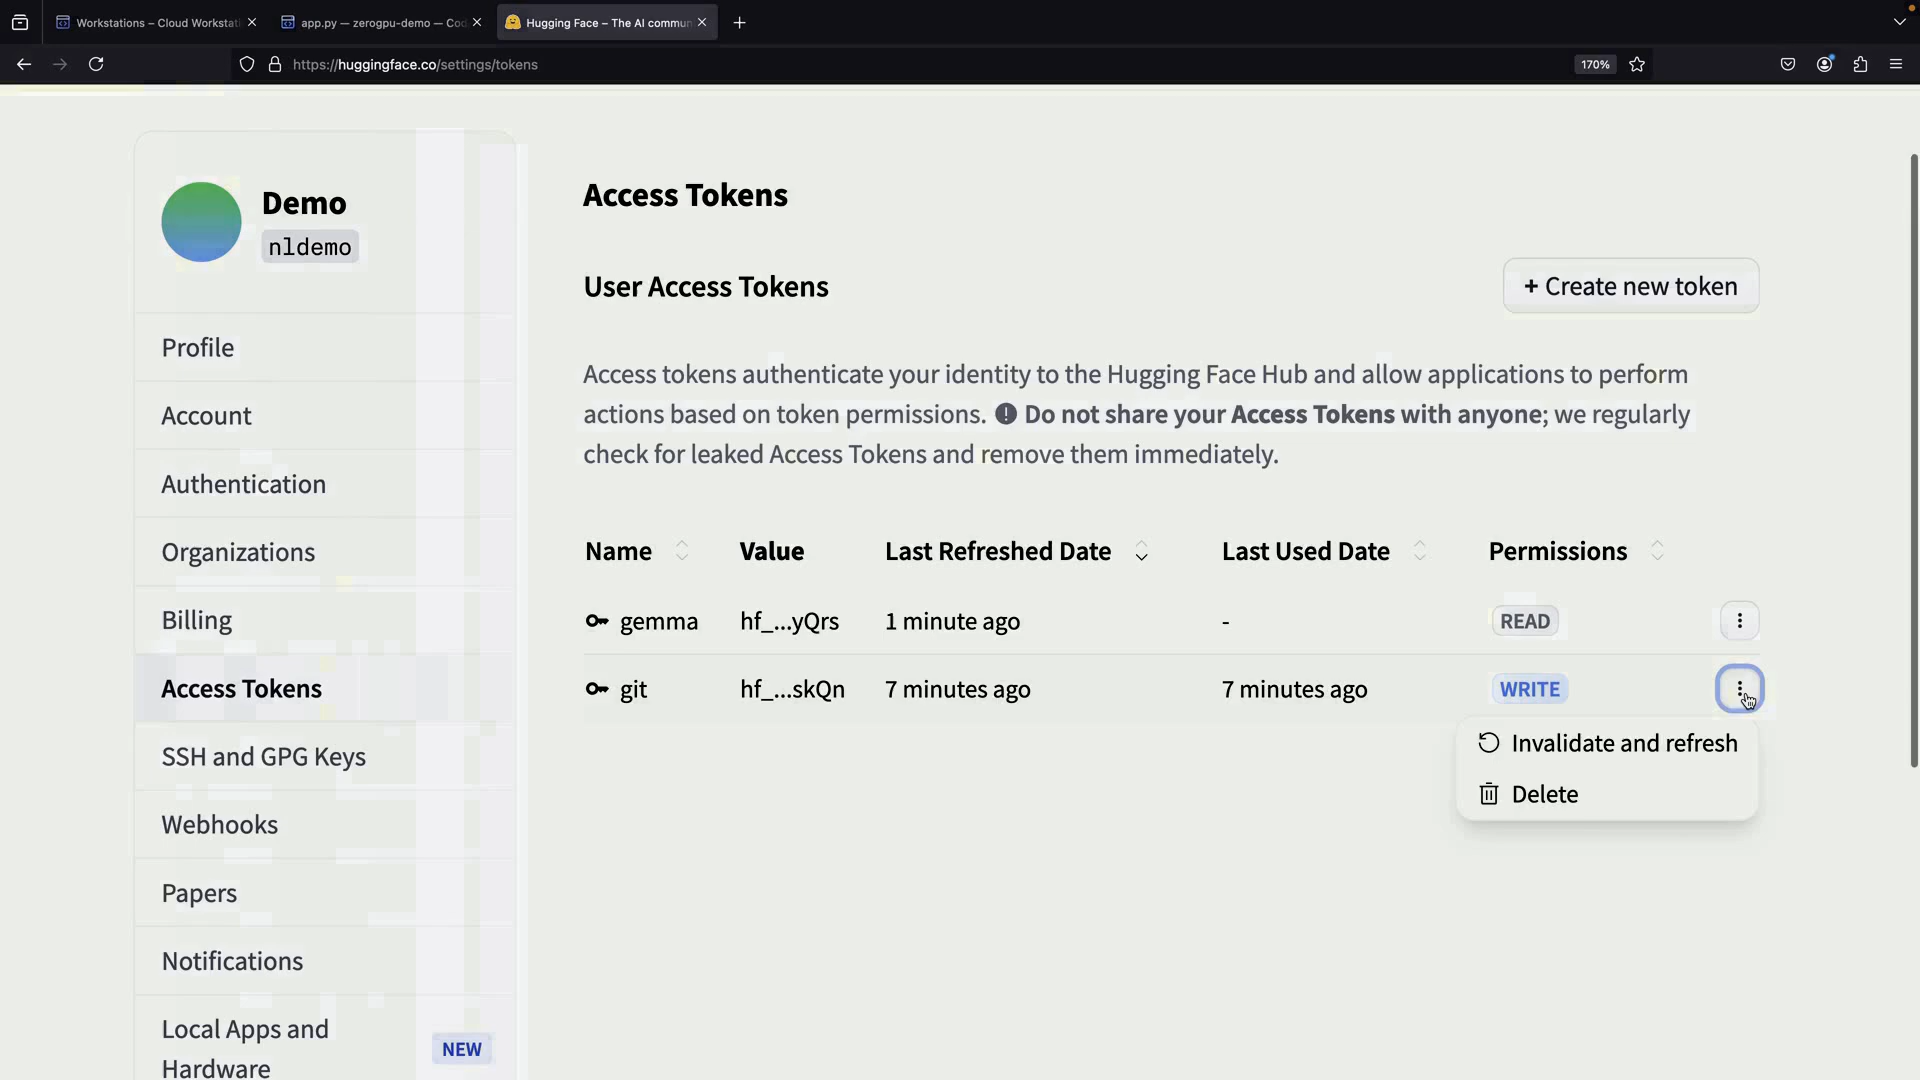 Workstations – Cloud Workstati
app.py — zerogpu-demo — Co
Hugging Face – The AI commun
https://huggingface.co/settings/tokens
170%
Demo
nldemo
Profile
Account
Authentication
Organizations
Billing
Access Tokens
SSH and GPG Keys
Webhooks
Papers
Notifications
Local Apps and
Hardware
NEW
Access Tokens
User Access Tokens
+ Create new token
Access tokens authenticate your identity to the Hugging Face Hub and allow applications to perform
actions based on token permissions. Do not share your Access Tokens with anyone; we regularly
check for leaked Access Tokens and remove them immediately.
Name Value Last Refreshed Date Last Used Date Permissions
gemma hf_...yQrs 1 minute ago - READ
git hf_...skQn 7 minutes ago 7 minutes ago WRITE
Invalidate and refresh
Delete